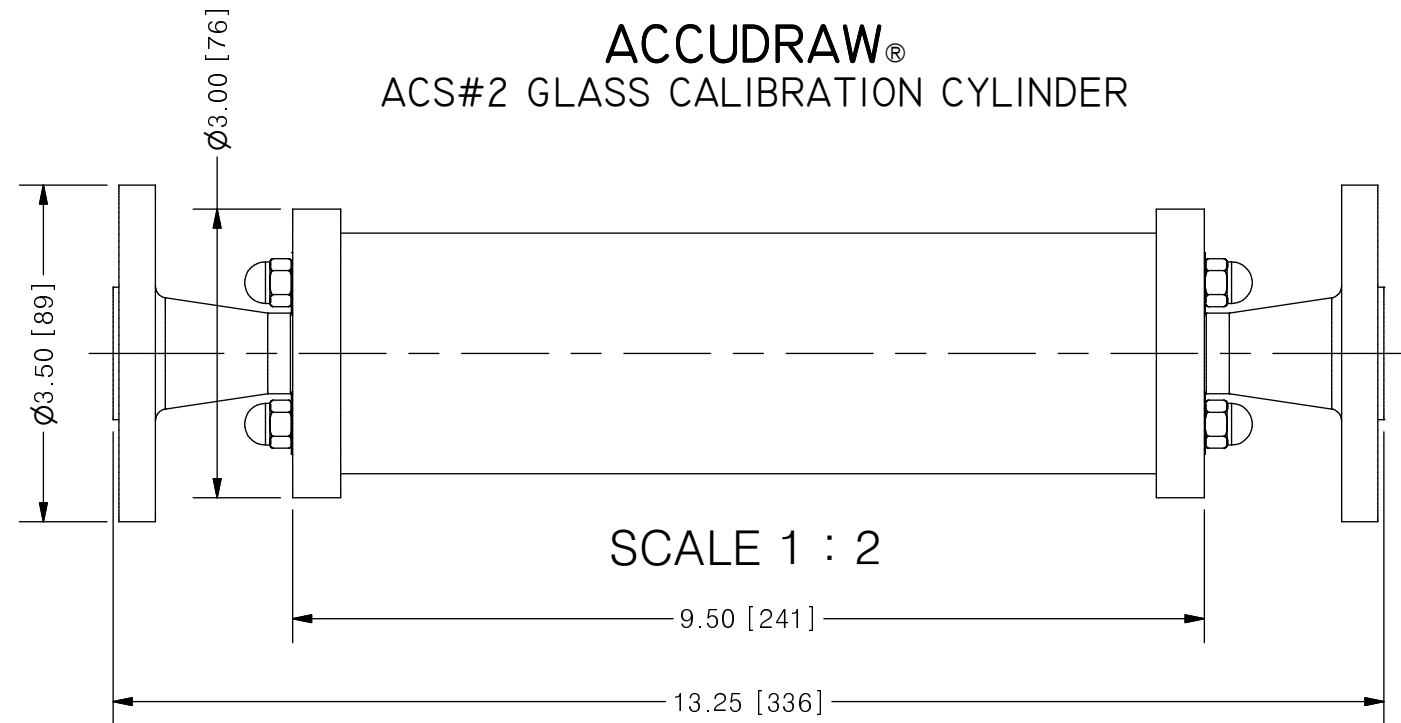 ACCUDRAW®
ACS#2 GLASS CALIBRATION CYLINDER
Ø3.00 [76]
Ø3.50 [89]
SCALE 1 : 2
9.50 [241]
13.25 [336]